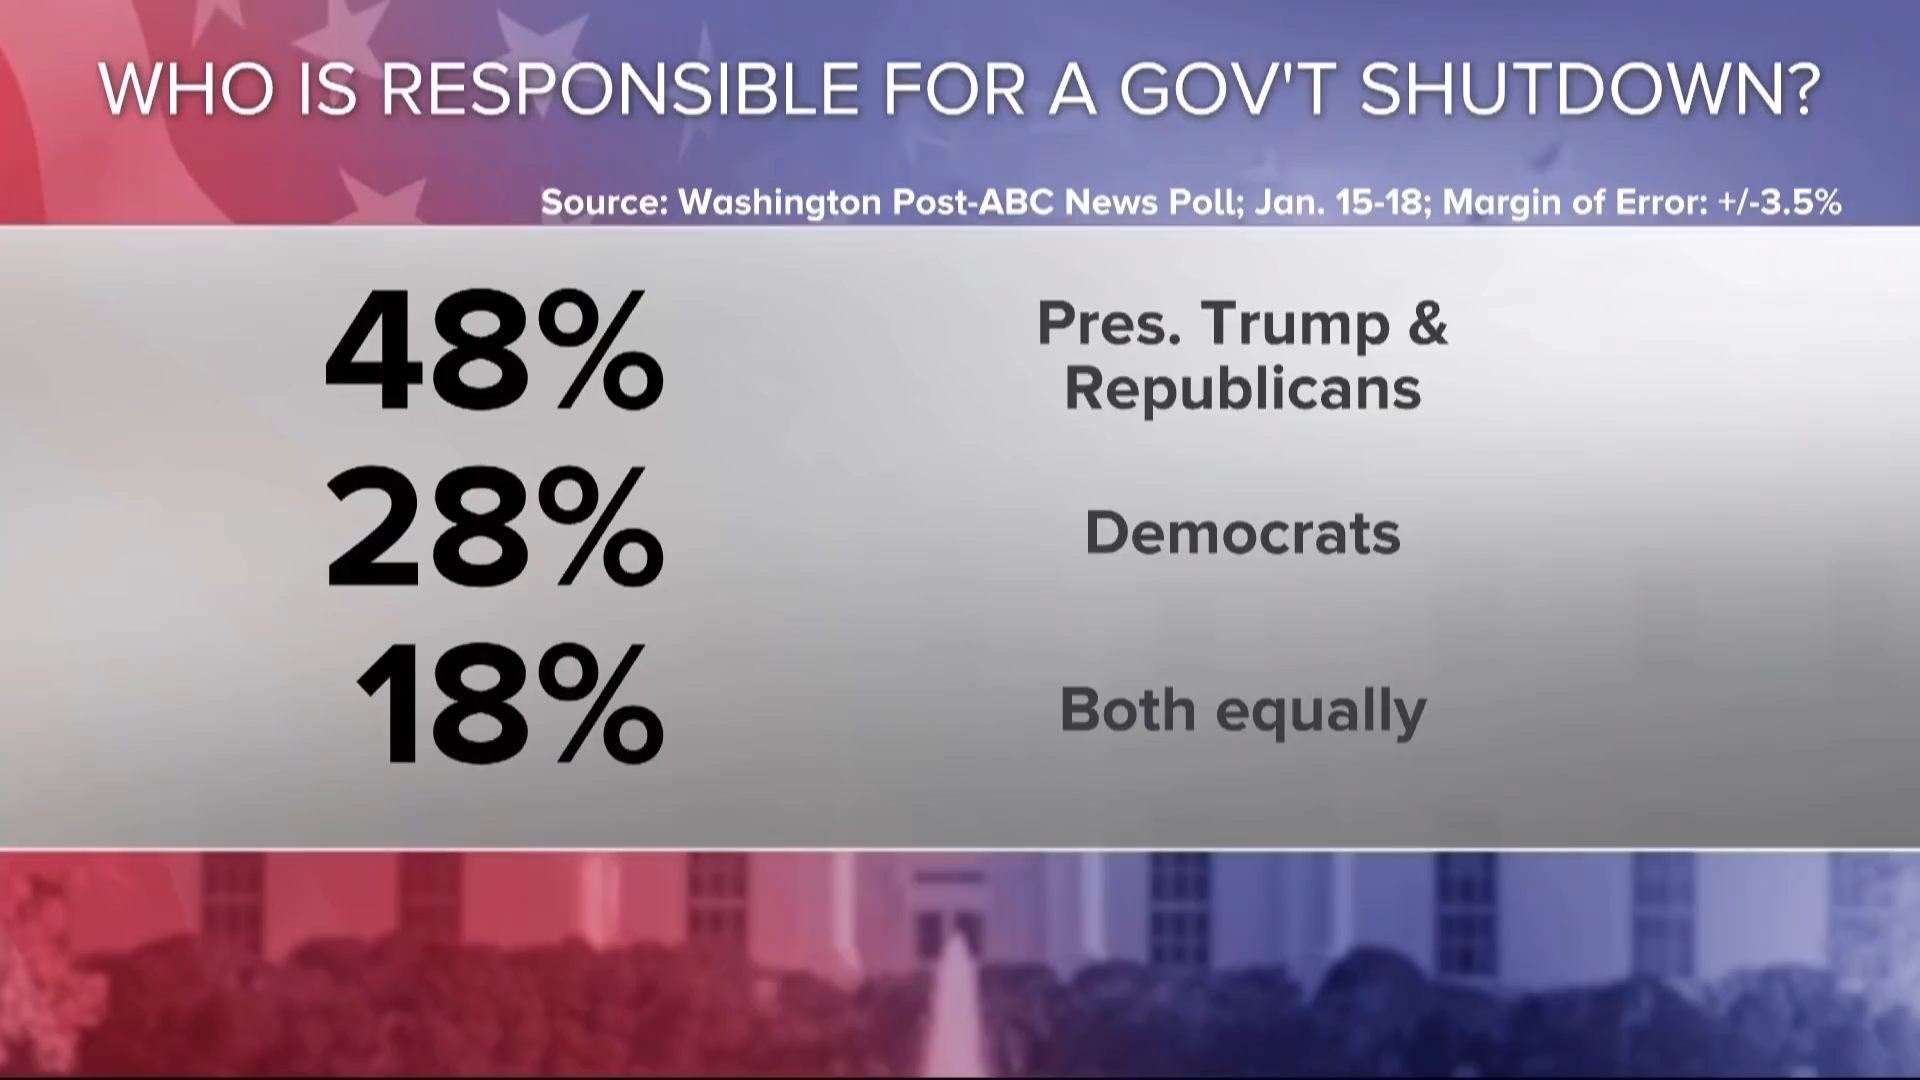 WHO IS RESPONSIBLE FOR A GOV'T SHUTDOWN?
Source: Washington Post-ABC News Poll; Jan. 15-18; Margin of Error: +/-3.5%
48% Pres. Trump &
Republicans
28% Democrats
18% Both equally